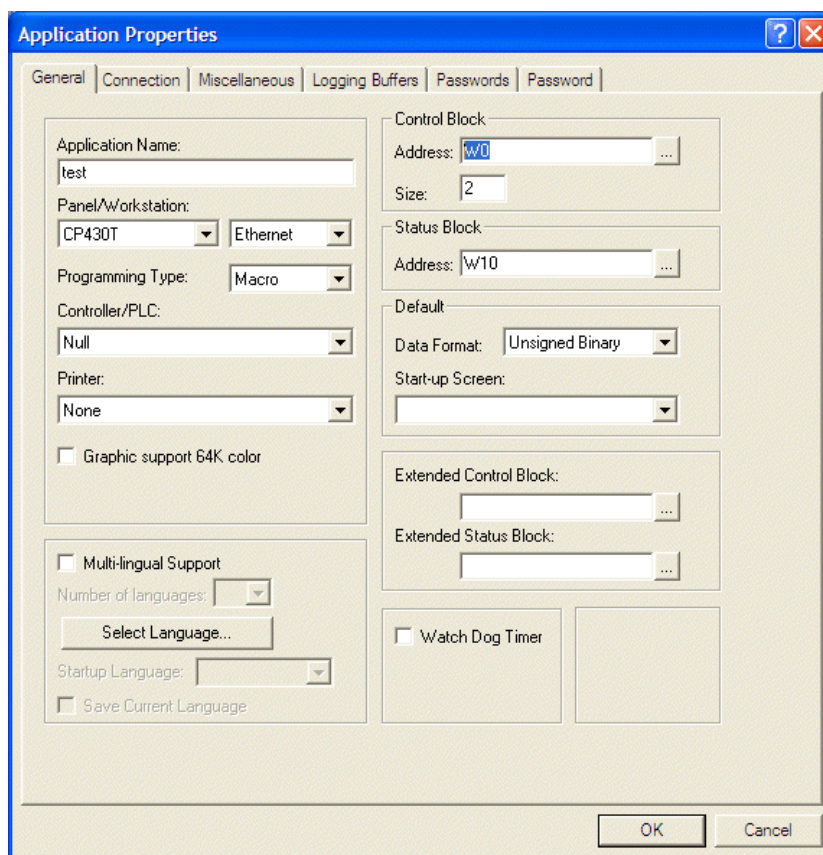 Application Properties
General Connection Miscellaneous Logging Buffers Passwords Password
Application Name:
test
Panel/Workstation:
CP430T Ethernet
Programming Type: Macro
Controller/PLC:
Null
Printer:
None
Graphic support 64K color
Multi-lingual Support
Number of languages:
Select Language...
Startup Language:
Save Current Language
Control Block
Address: W0 ...
Size: 2
Status Block
Address: W10 ...
Default
Data Format: Unsigned Binary
Start-up Screen:
Extended Control Block:
...
Extended Status Block:
...
Watch Dog Timer
OK Cancel